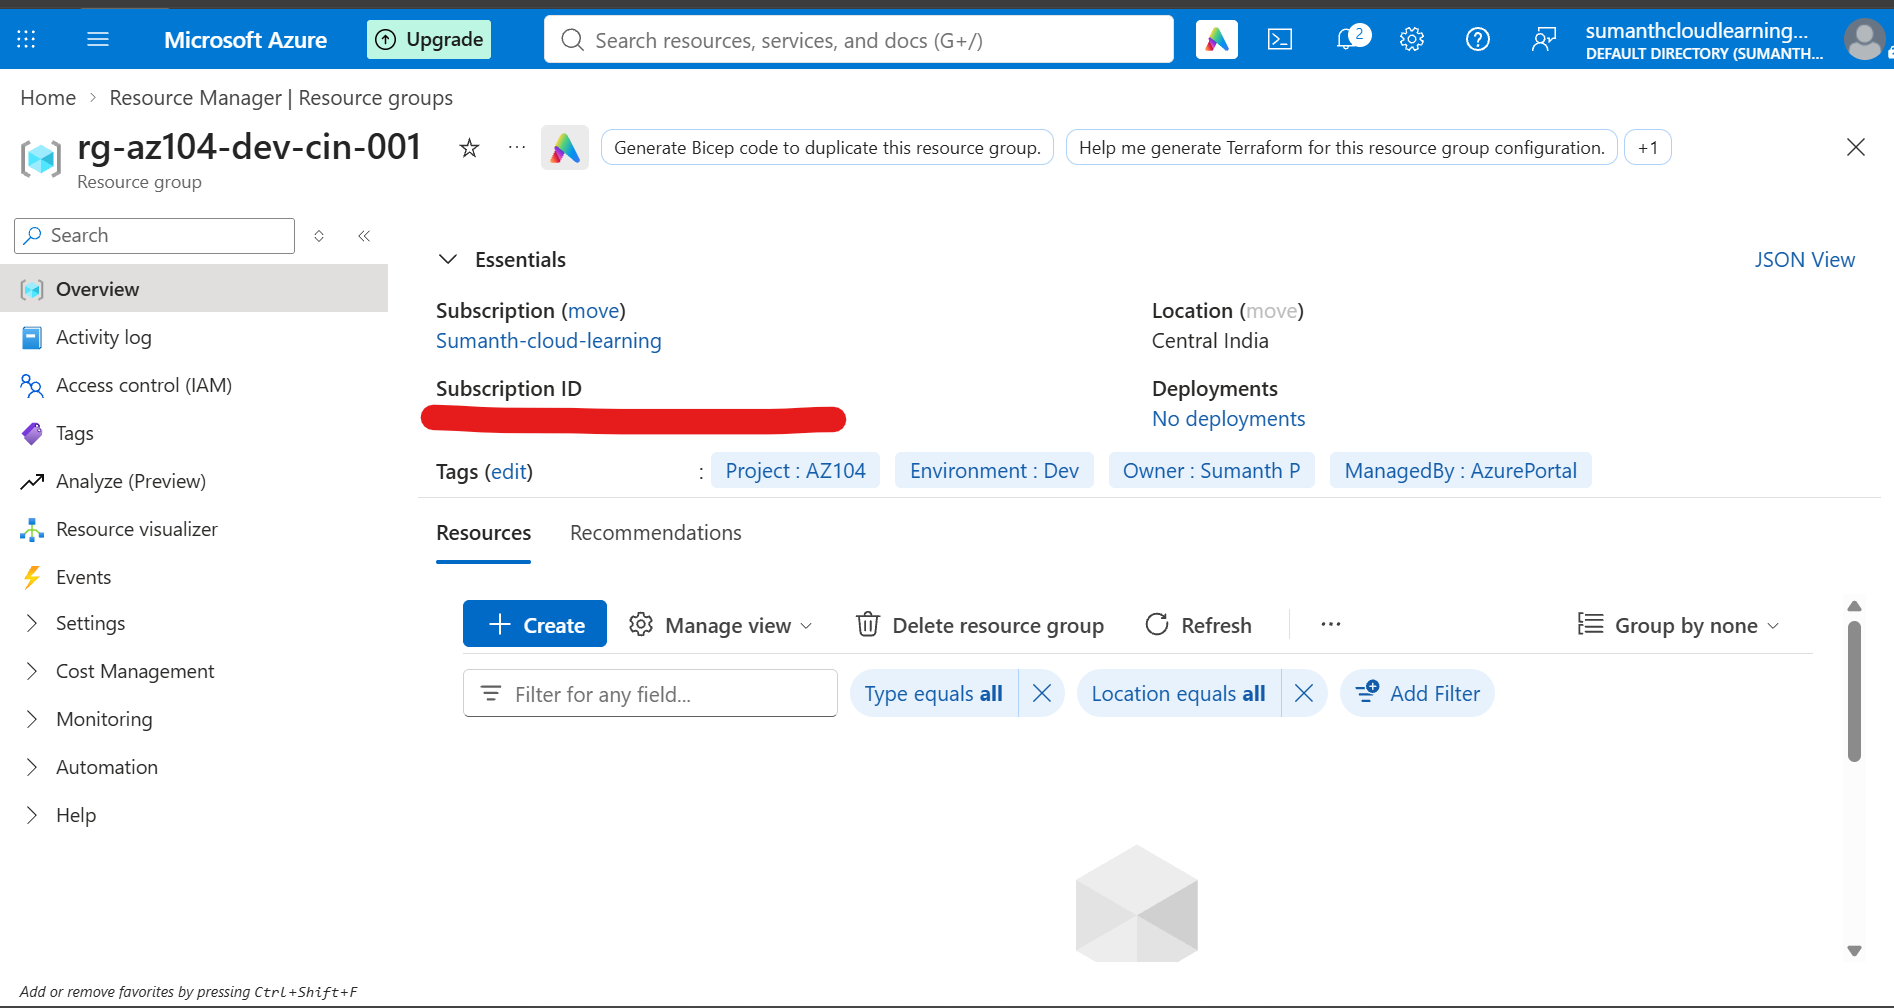 Microsoft Azure
Upgrade
Search resources, services, and docs (G+/)
2
sumanthcloudlearning...
DEFAULT DIRECTORY (SUMANTH...
Home > Resource Manager | Resource groups
rg-az104-dev-cin-001
...
Generate Bicep code to duplicate this resource group.
Help me generate Terraform for this resource group configuration.
+1
Resource group
Search
Overview
Activity log
Access control (IAM)
Tags
Analyze (Preview)
Resource visualizer
Events
Settings
Cost Management
Monitoring
Automation
Help
Add or remove favorites by pressing Ctrl+Shift+F
Essentials
JSON View
Subscription (move)
Sumanth-cloud-learning
Subscription ID
Location (move)
Central India
Deployments
No deployments
Tags (edit) : Project : AZ104 Environment : Dev Owner : Sumanth P ManagedBy : AzurePortal
Resources Recommendations
Create Manage view Delete resource group Refresh ... Group by none
Filter for any field... Type equals all Location equals all Add Filter